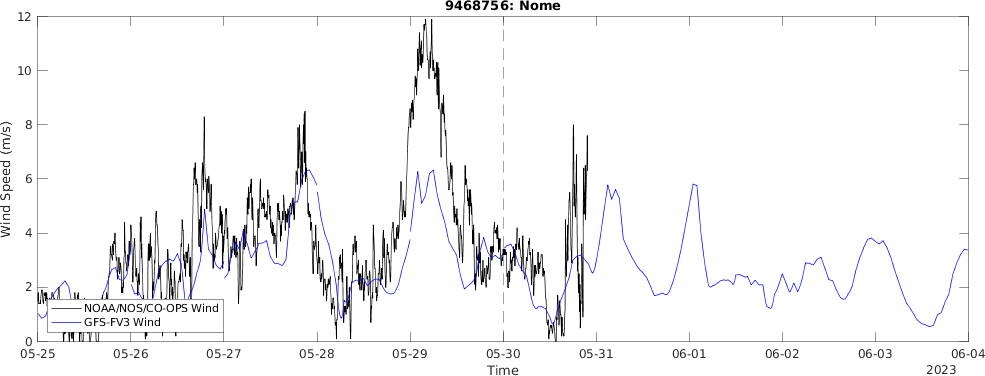 9468756: Nome
12
10
8
6
4
2
0
Wind Speed (m/s)
NOAA/NOS/CO-OPS Wind
GFS-FV3 Wind
05-25 05-26 05-27 05-28 05-29 05-30 05-31 06-01 06-02 06-03 06-04
Time
2023